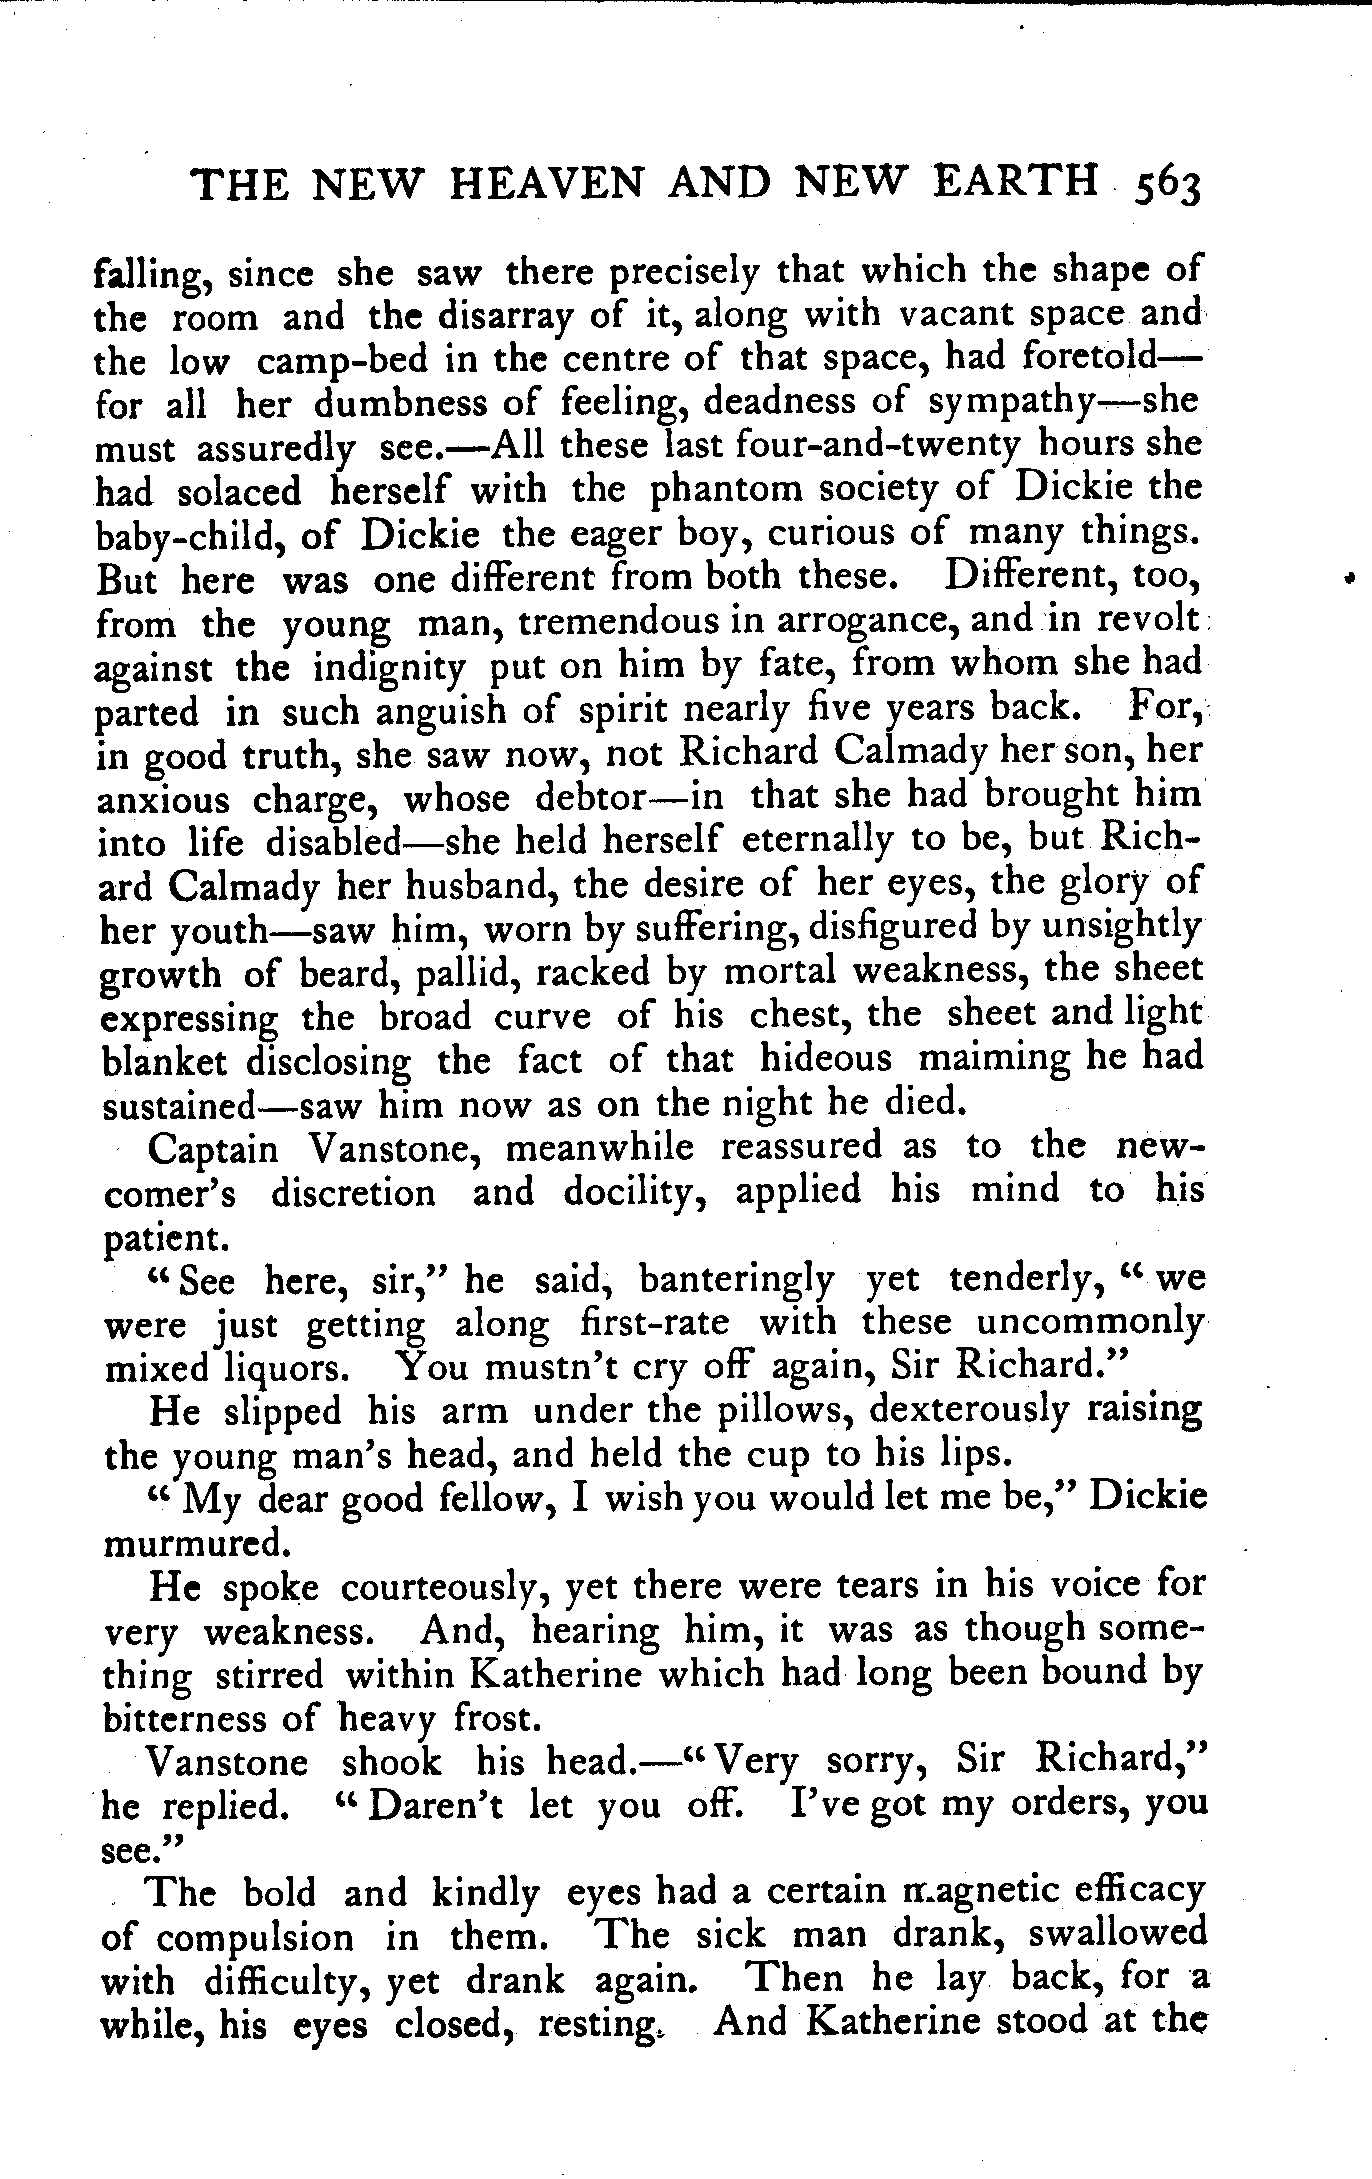 THE NEW HEAVEN AND NEW EARTH 563
falling, since she saw there precisely that which the shape of
the room and the disarray of it, along with vacant space and
the low camp-bed in the centre of that space, had foretold—
for all her dumbness of feeling, deadness of sympathy—she
must assuredly see.—All these last four-and-twenty hours she
had solaced herself with the phantom society of Dickie the
baby-child, of Dickie the eager boy, curious of many things.
But here was one different from both these. Different, too,
from the young man, tremendous in arrogance, and in revolt
against the indignity put on him by fate, from whom she had
parted in such anguish of spirit nearly five years back. For,
in good truth, she saw now, not Richard Calmady her son, her
anxious charge, whose debtor—in that she had brought him
into life disabled—she held herself eternally to be, but Rich-
ard Calmady her husband, the desire of her eyes, the glory of
her youth—saw him, worn by suffering, disfigured by unsightly
growth of beard, pallid, racked by mortal weakness, the sheet
expressing the broad curve of his chest, the sheet and light
blanket disclosing the fact of that hideous maiming he had
sustained—saw him now as on the night he died.
Captain Vanstone, meanwhile reassured as to the new-
comer's discretion and docility, applied his mind to his
patient.
"See here, sir," he said, banteringly yet tenderly, "we
were just getting along first-rate with these uncommonly
mixed liquors. You mustn't cry off again, Sir Richard."
He slipped his arm under the pillows, dexterously raising
the young man's head, and held the cup to his lips.
"My dear good fellow, I wish you would let me be," Dickie
murmured.
He spoke courteously, yet there were tears in his voice for
very weakness. And, hearing him, it was as though some-
thing stirred within Katherine which had long been bound by
bitterness of heavy frost.
Vanstone shook his head.—"Very sorry, Sir Richard,"
he replied. "Daren't let you off. I've got my orders, you
see."
The bold and kindly eyes had a certain magnetic efficacy
of compulsion in them. The sick man drank, swallowed
with difficulty, yet drank again. Then he lay back, for a
while, his eyes closed, resting. And Katherine stood at the